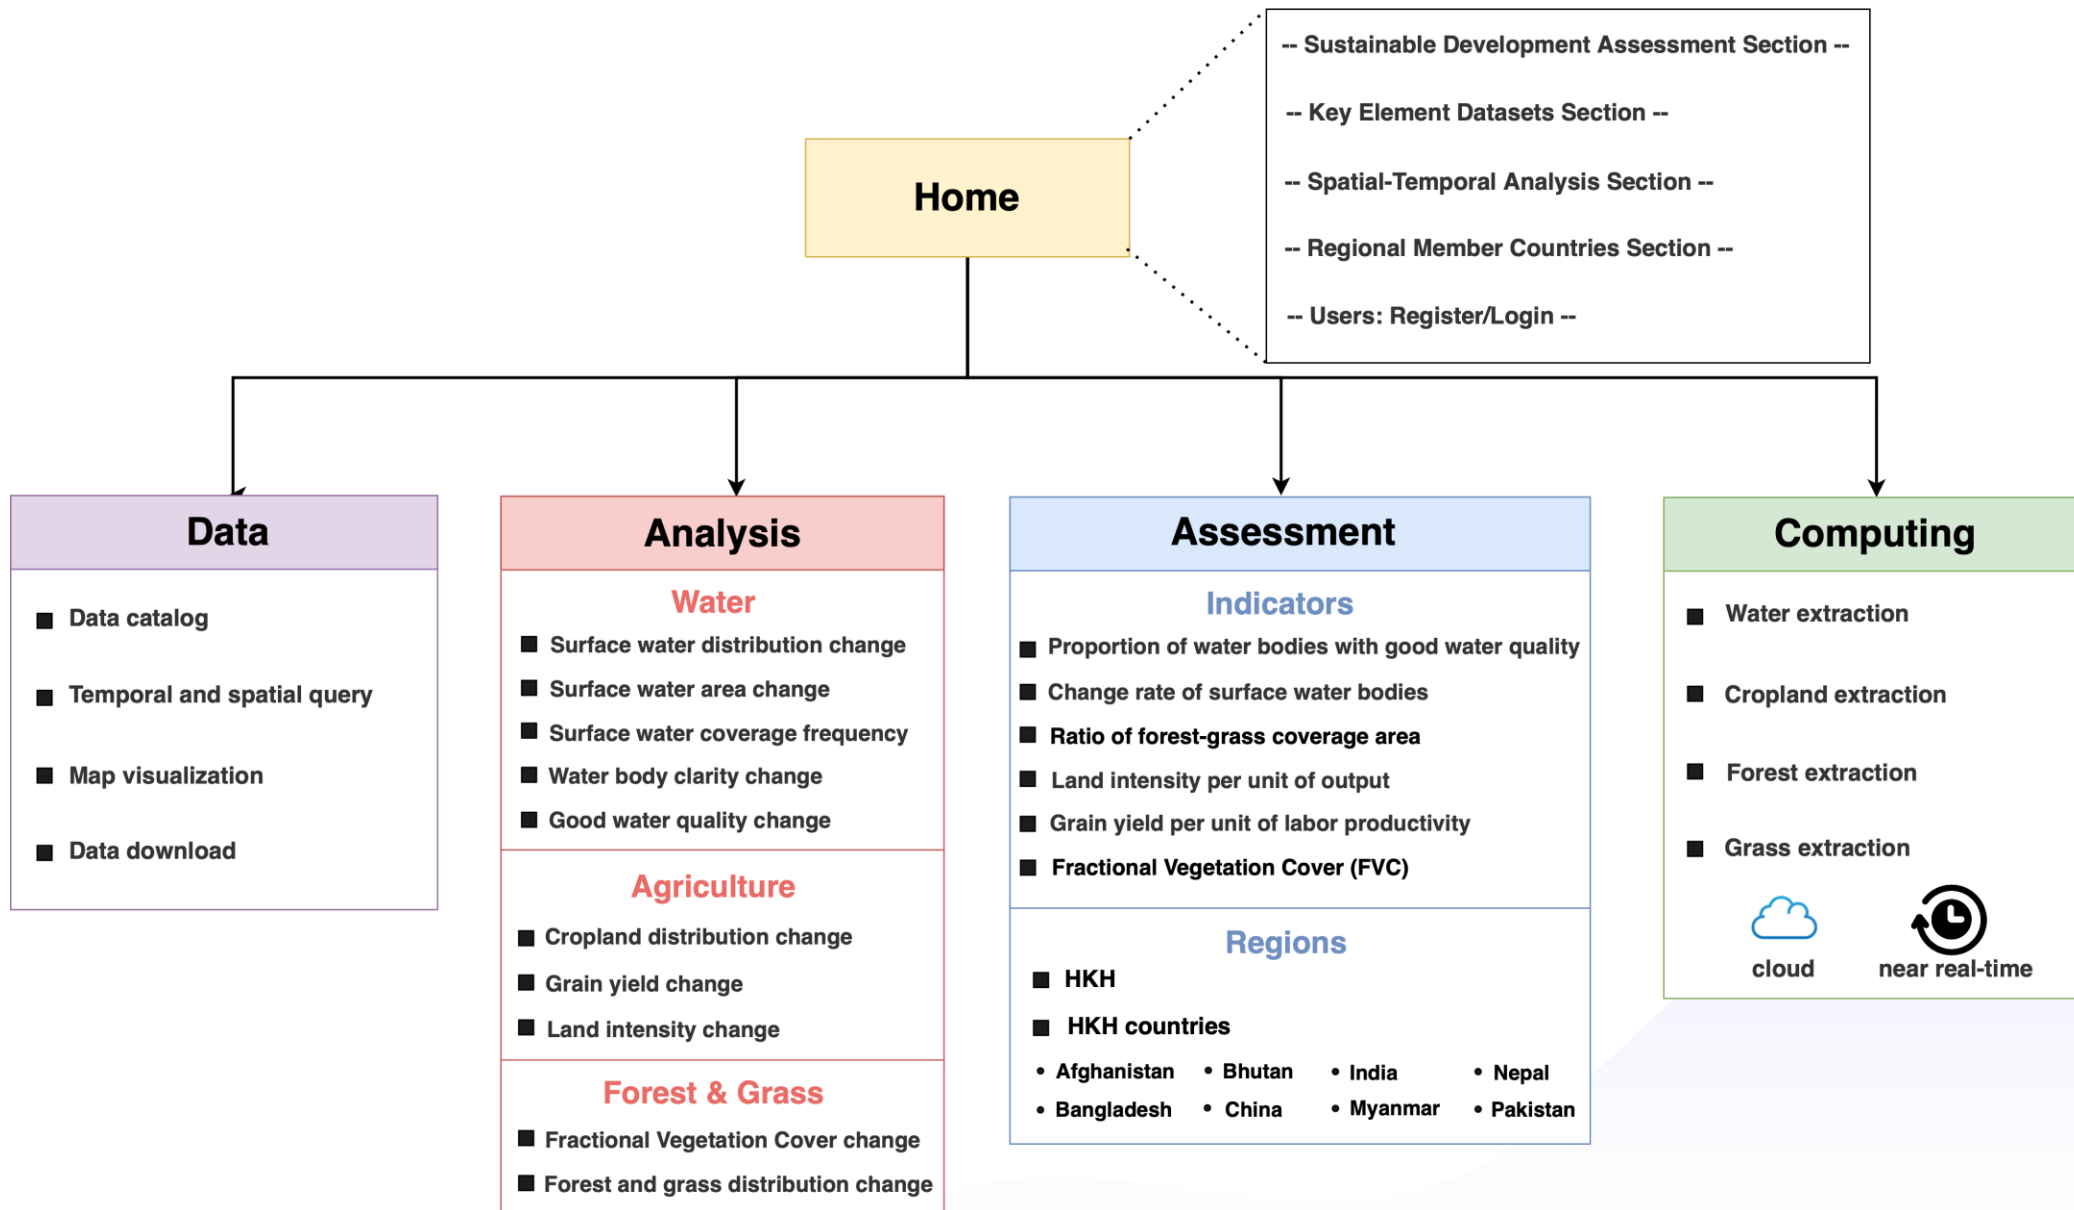 -- Sustainable Development Assessment Section --
-- Key Element Datasets Section --
-- Spatial-Temporal Analysis Section --
-- Regional Member Countries Section --
-- Users: Register/Login --
Home
Data
Data catalog
Temporal and spatial query
Map visualization
Data download
Analysis
Water
Surface water distribution change
Surface water area change
Surface water coverage frequency
Water body clarity change
Good water quality change
Agriculture
Cropland distribution change
Grain yield change
Land intensity change
Forest & Grass
Fractional Vegetation Cover change
Forest and grass distribution change
Assessment
Indicators
Proportion of water bodies with good water quality
Change rate of surface water bodies
Ratio of forest-grass coverage area
Land intensity per unit of output
Grain yield per unit of labor productivity
Fractional Vegetation Cover (FVC)
Regions
HKH
HKH countries
• Afghanistan • Bhutan • India • Nepal
• Bangladesh • China • Myanmar • Pakistan
Computing
Water extraction
Cropland extraction
Forest extraction
Grass extraction
cloud
near real-time